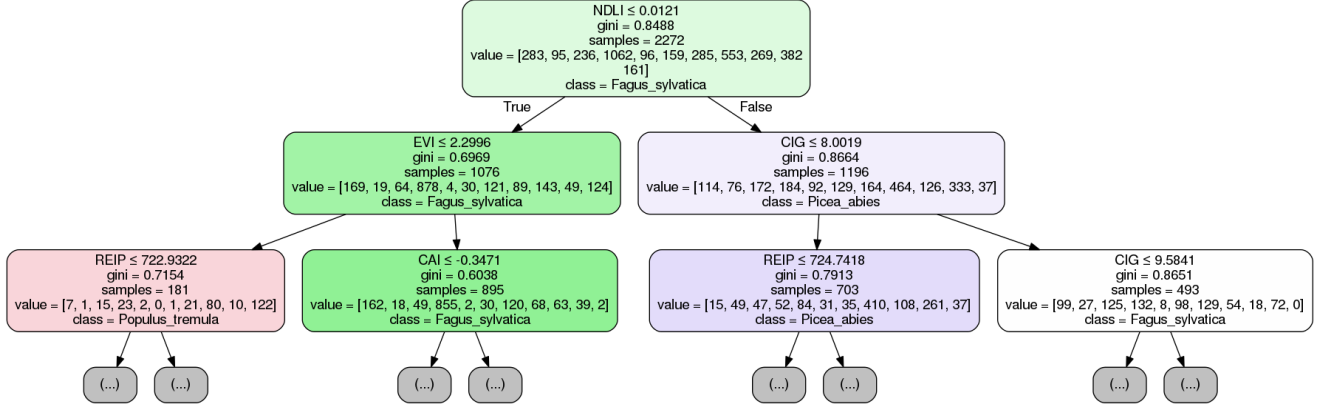 NDLI ≤ 0.0121
gini = 0.8488
samples = 2272
value = [283, 95, 236, 1062, 96, 159, 285, 553, 269, 382
161]
class = Fagus_sylvatica
True
False
EVI ≤ 2.2996
gini = 0.6969
samples = 1076
value = [169, 19, 64, 878, 4, 30, 121, 89, 143, 49, 124]
class = Fagus_sylvatica
CIG ≤ 8.0019
gini = 0.8664
samples = 1196
value = [114, 76, 172, 184, 92, 129, 164, 464, 126, 333, 37]
class = Picea_abies
REIP ≤ 722.9322
gini = 0.7154
samples = 181
value = [7, 1, 15, 23, 2, 0, 1, 21, 80, 10, 122]
class = Populus_tremula
CAI ≤ -0.3471
gini = 0.6038
samples = 895
value = [162, 18, 49, 855, 2, 30, 120, 68, 63, 39, 2]
class = Fagus_sylvatica
REIP ≤ 724.7418
gini = 0.7913
samples = 703
value = [15, 49, 47, 52, 84, 31, 35, 410, 108, 261, 37]
class = Picea_abies
CIG ≤ 9.5841
gini = 0.8651
samples = 493
value = [99, 27, 125, 132, 8, 98, 129, 54, 18, 72, 0]
class = Fagus_sylvatica
(...)
(...)
(...)
(...)
(...)
(...)
(...)
(...)